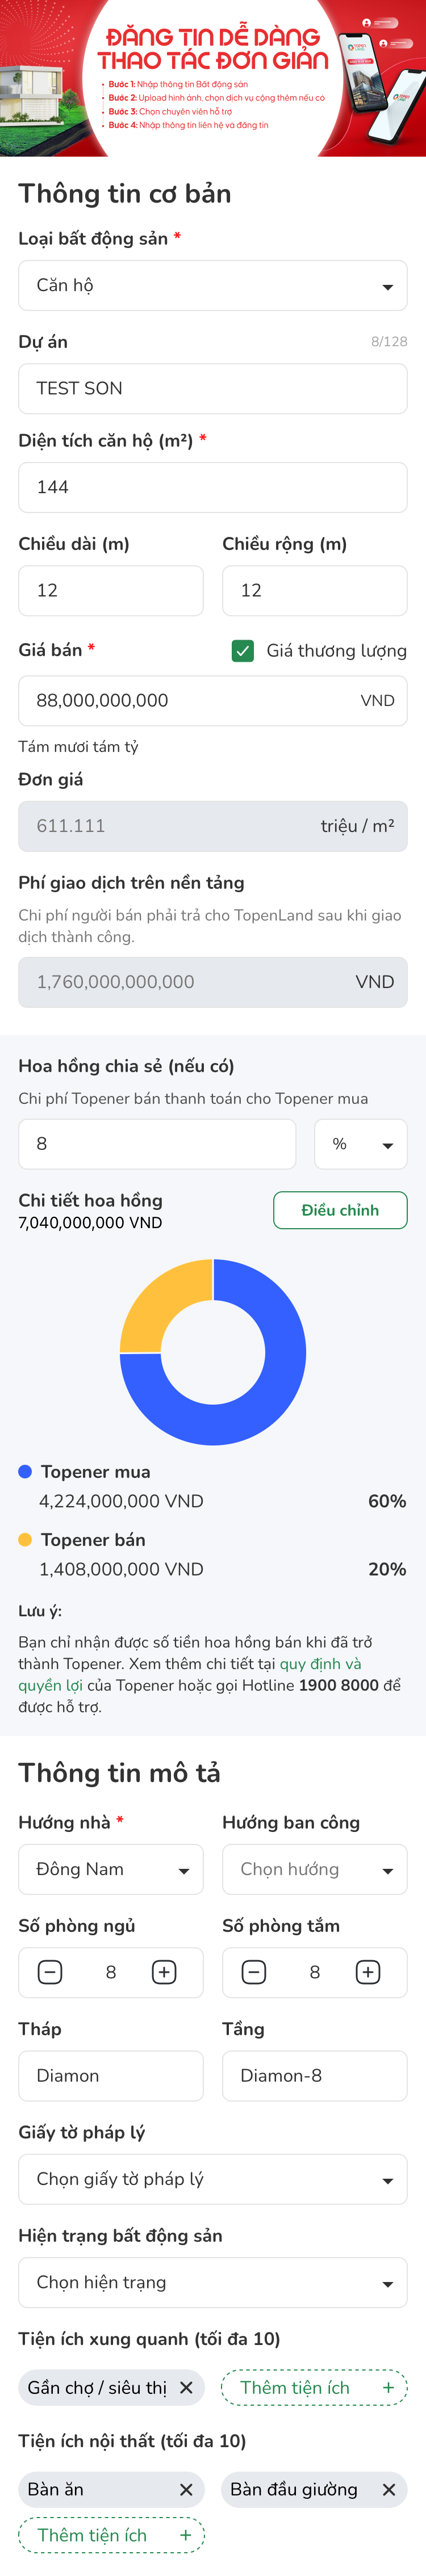 ĐĂNG TIN DỄ DÀNG
THAO TÁC ĐƠN GIẢN
• Bước 1: Nhập thông tin Bất động sản
• Bước 2: Upload hình ảnh, chọn dịch vụ cộng thêm nếu có
• Bước 3: Chọn chuyên viên hỗ trợ
• Bước 4: Nhập thông tin liên hệ và đăng tin
Thông tin cơ bản
Loại bất động sản *
Căn hộ
Dự án 8/128
TEST SON
Diện tích căn hộ (m²) *
144
Chiều dài (m) Chiều rộng (m)
12 12
Giá bán * Giá thương lượng
88,000,000,000 VND
Tám mươi tám tỷ
Đơn giá
611.111 triệu / m²
Phí giao dịch trên nền tảng
Chi phí người bán phải trả cho TopenLand sau khi giao
dịch thành công.
1,760,000,000,000 VND
Hoa hồng chia sẻ (nếu có)
Chi phí Topener bán thanh toán cho Topener mua
8 %
Chi tiết hoa hồng
7,040,000,000 VND
Điều chỉnh
Topener mua
4,224,000,000 VND 60%
Topener bán
1,408,000,000 VND 20%
Lưu ý:
Bạn chỉ nhận được số tiền hoa hồng bán khi đã trở
thành Topener. Xem thêm chi tiết tại quy định và
quyền lợi của Topener hoặc gọi Hotline 1900 8000 để
được hỗ trợ.
Thông tin mô tả
Hướng nhà * Hướng ban công
Đông Nam Chọn hướng
Số phòng ngủ Số phòng tắm
8 8
Tháp Tầng
Diamon Diamon-8
Giấy tờ pháp lý
Chọn giấy tờ pháp lý
Hiện trạng bất động sản
Chọn hiện trạng
Tiện ích xung quanh (tối đa 10)
Gần chợ / siêu thị Thêm tiện ích +
Tiện ích nội thất (tối đa 10)
Bàn ăn Bàn đầu giường
Thêm tiện ích +